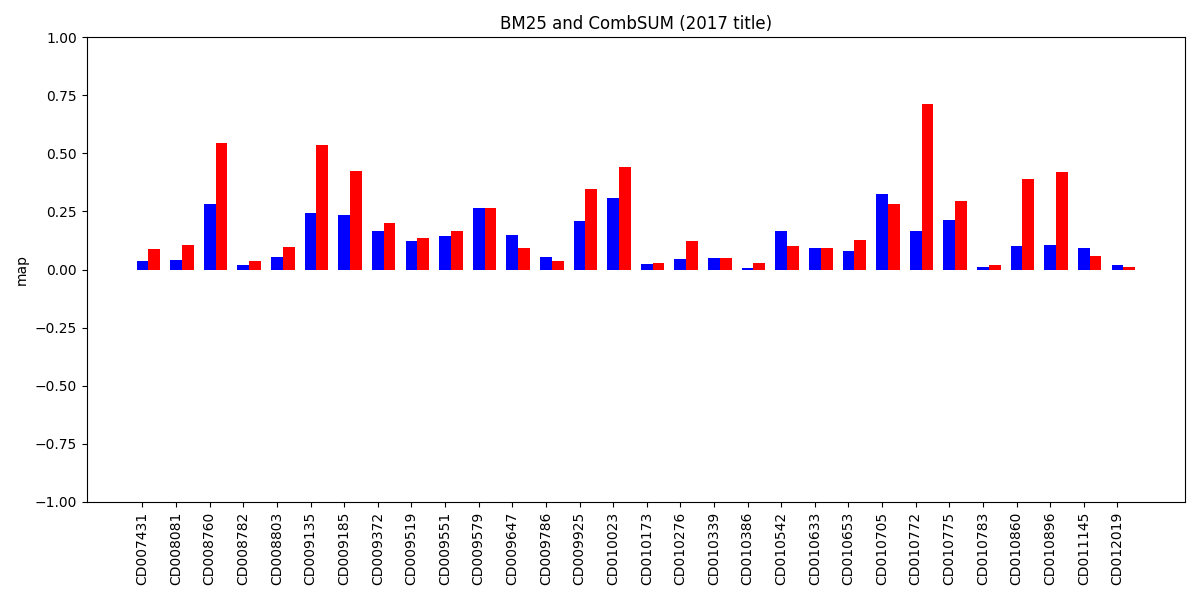 BM25 and CombSUM (2017 title)
map
1.00
0.75
0.50
0.25
0.00
−0.25
−0.50
−0.75
−1.00
CD007431
CD008081
CD008760
CD008782
CD008803
CD009135
CD009185
CD009372
CD009519
CD009551
CD009579
CD009647
CD009786
CD009925
CD010023
CD010173
CD010276
CD010339
CD010386
CD010542
CD010633
CD010653
CD010705
CD010772
CD010775
CD010783
CD010860
CD010896
CD011145
CD012019